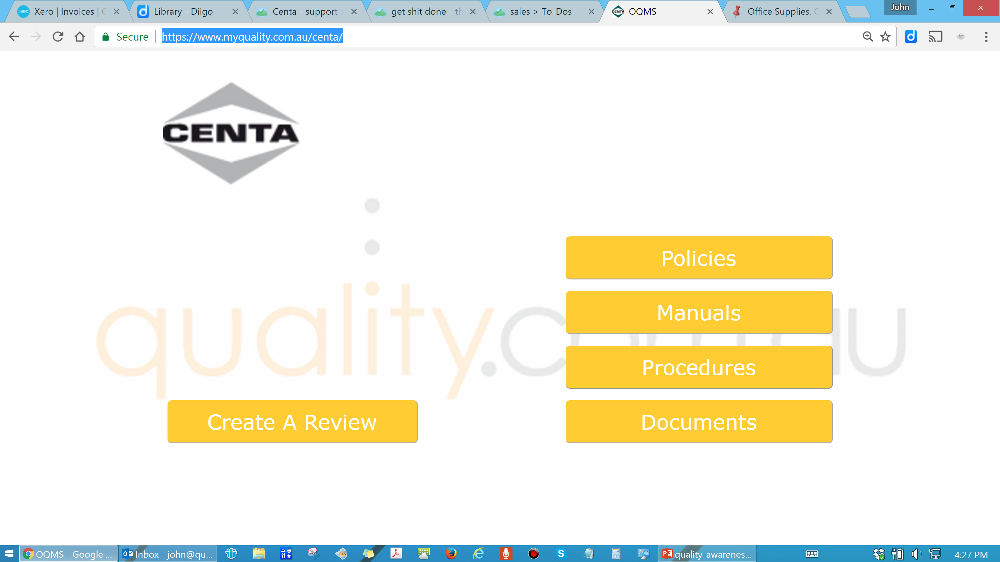 Xero | Invoices |
Library - Diigo
Centa - support >
get shit done - th
sales > To-Dos
OQMS
Office Supplies,
John
Secure
https://www.myquality.com.au/centa/
CENTA
Policies
Manuals
quality.com.au
Procedures
Create A Review
Documents
OQMS - Google ...
Inbox - john@qu...
quality-awarenes...
4:27 PM